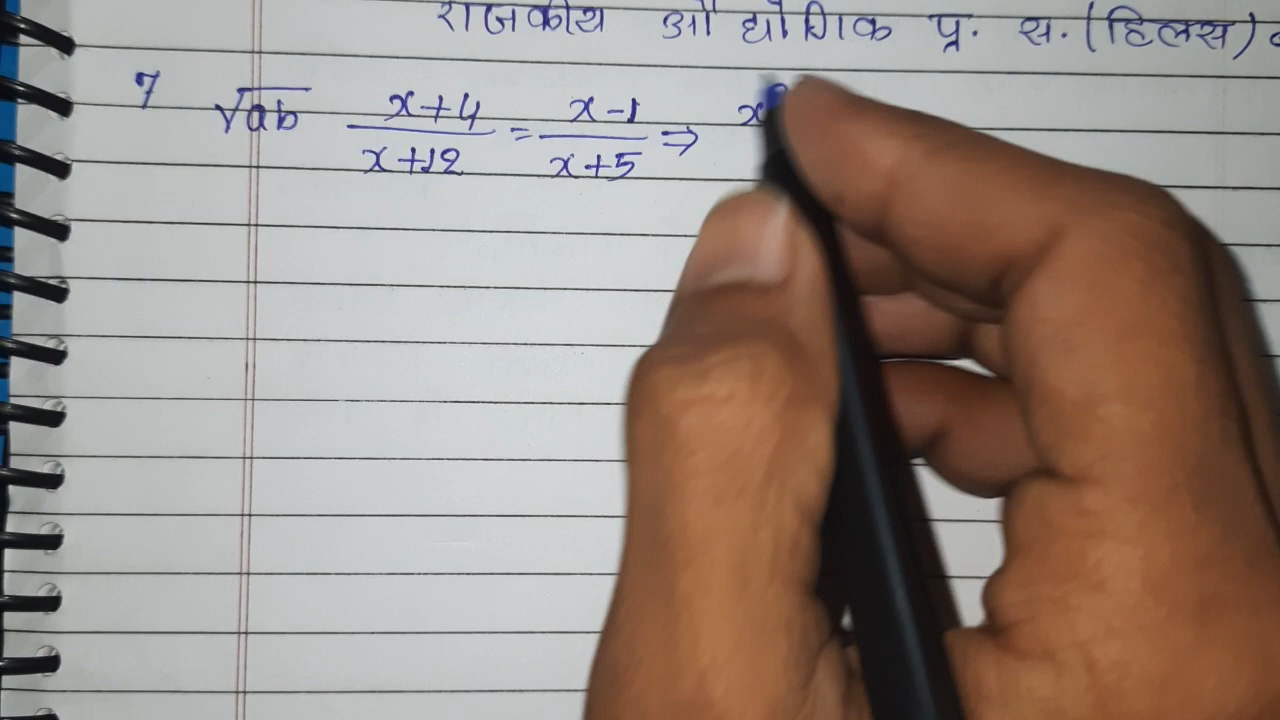 राजकीय औद्योगिक प्र. स. (हिलस)
7 √ab (x+4)/(x+12) = (x-1)/(x+5) ⇒ x